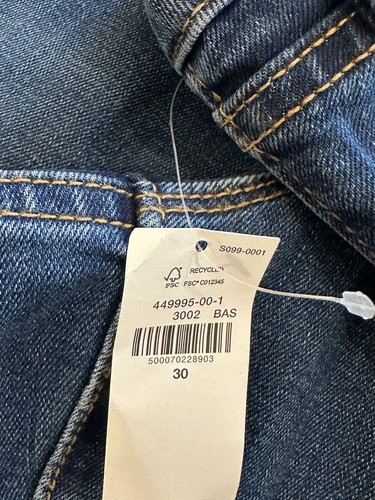 S099-0001
RECYCLED
FSC
FSC® C012345
449995-00-1
3002 BAS
500070228903
30